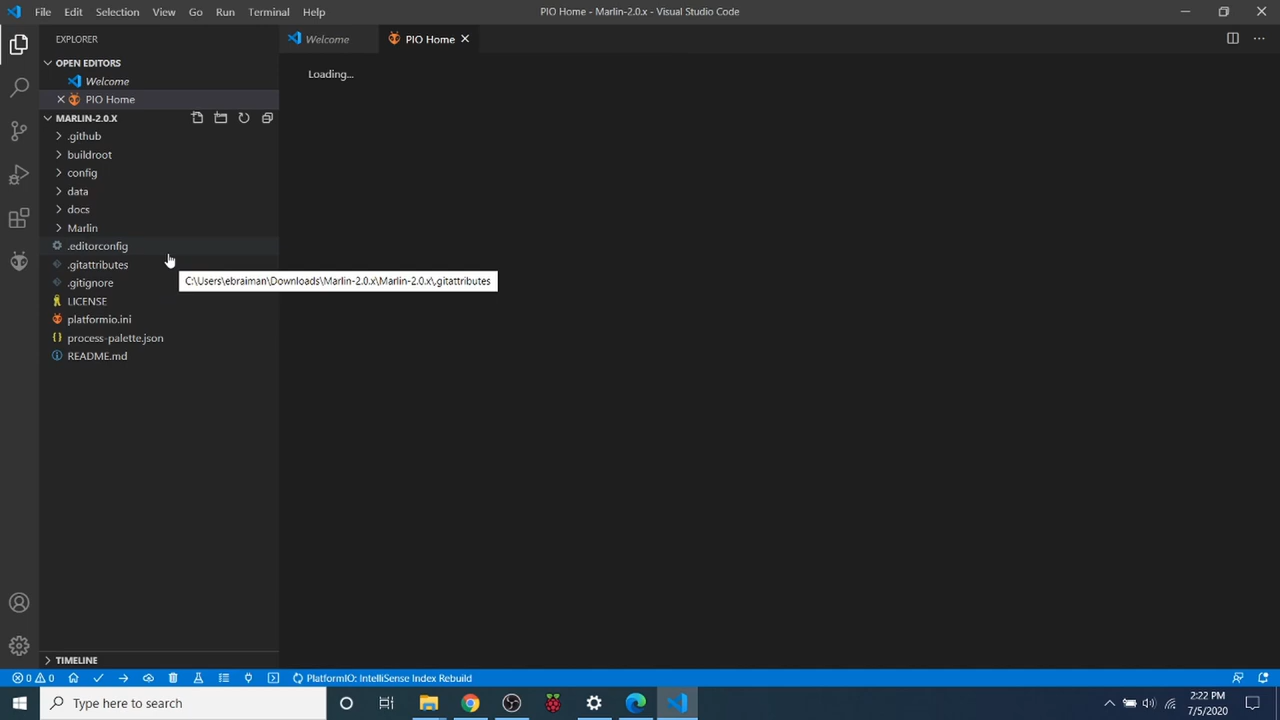 File Edit Selection View Go Run Terminal Help
PIO Home - Marlin-2.0.x - Visual Studio Code
EXPLORER
Welcome
PIO Home
OPEN EDITORS
Welcome
PIO Home
Loading...
MARLIN-2.0.X
.github
buildroot
config
data
docs
Marlin
.editorconfig
.gitattributes
C:\Users\ebraiman\Downloads\Marlin-2.0.x\Marlin-2.0.x\.gitattributes
.gitignore
LICENSE
platformio.ini
process-palette.json
README.md
TIMELINE
0 0 PlatformIO: IntelliSense Index Rebuild
Type here to search
2:22 PM
7/5/2020